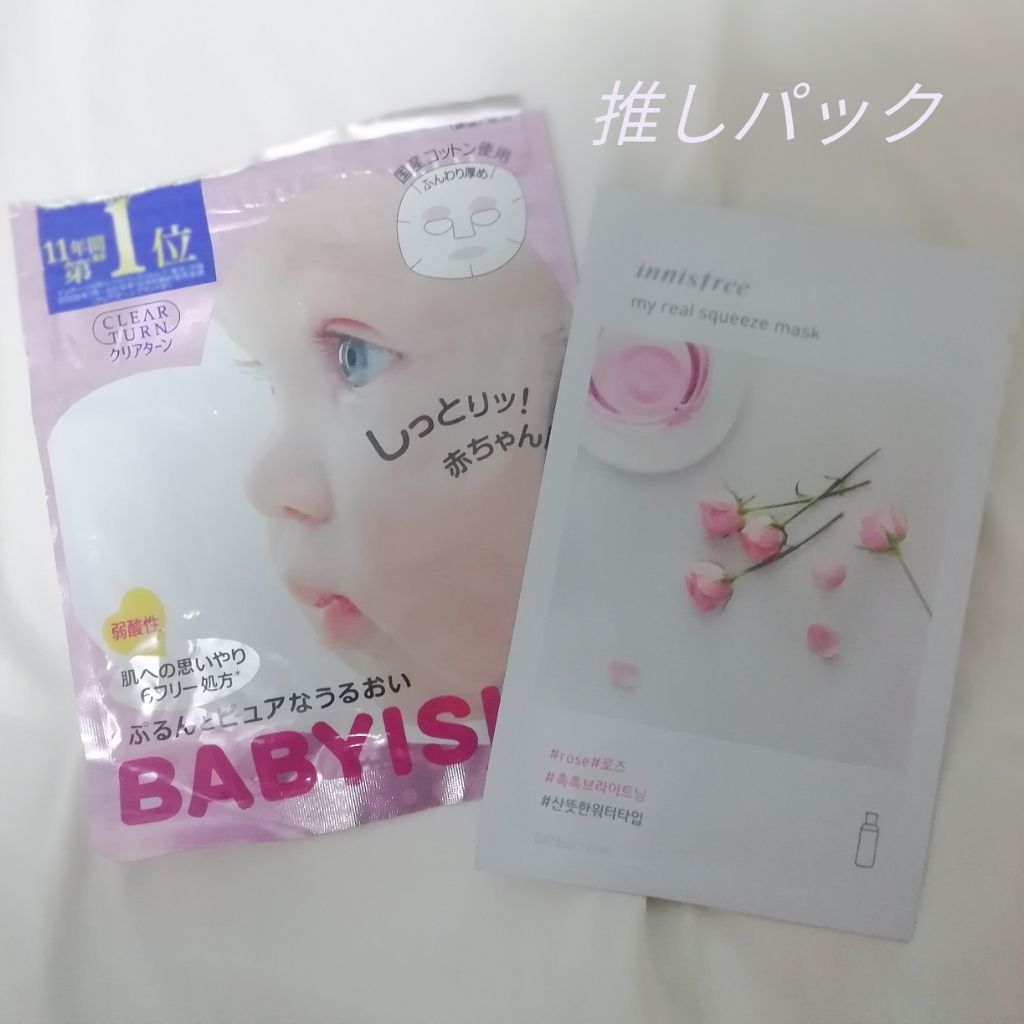 推しパック
国産コットン使用
ふんわり厚め
11年間
第1位
CLEAR
TURN
クリアターン
しっとりッ!
赤ちゃん
弱酸性
肌への思いやり
6フリー処方*
ぷるんとピュアなうるおい
BABYIS
innisfree
my real squeeze mask
#rose#로즈
#촉촉브라이트닝
#산뜻한워터타입